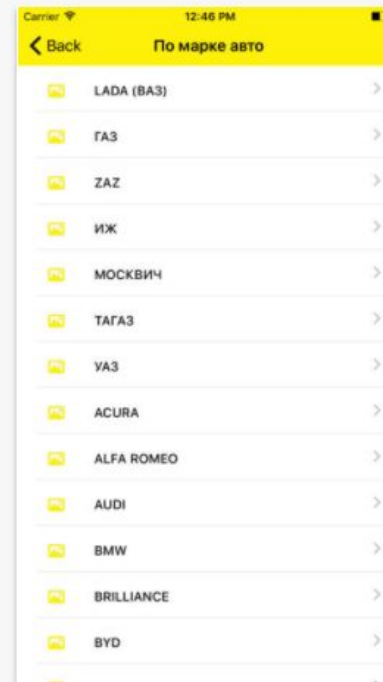 Carrier 12:46 PM
Back По марке авто
LADA (ВАЗ)
ГАЗ
ZAZ
ИЖ
МОСКВИЧ
ТАГАЗ
УАЗ
ACURA
ALFA ROMEO
AUDI
BMW
BRILLIANCE
BYD